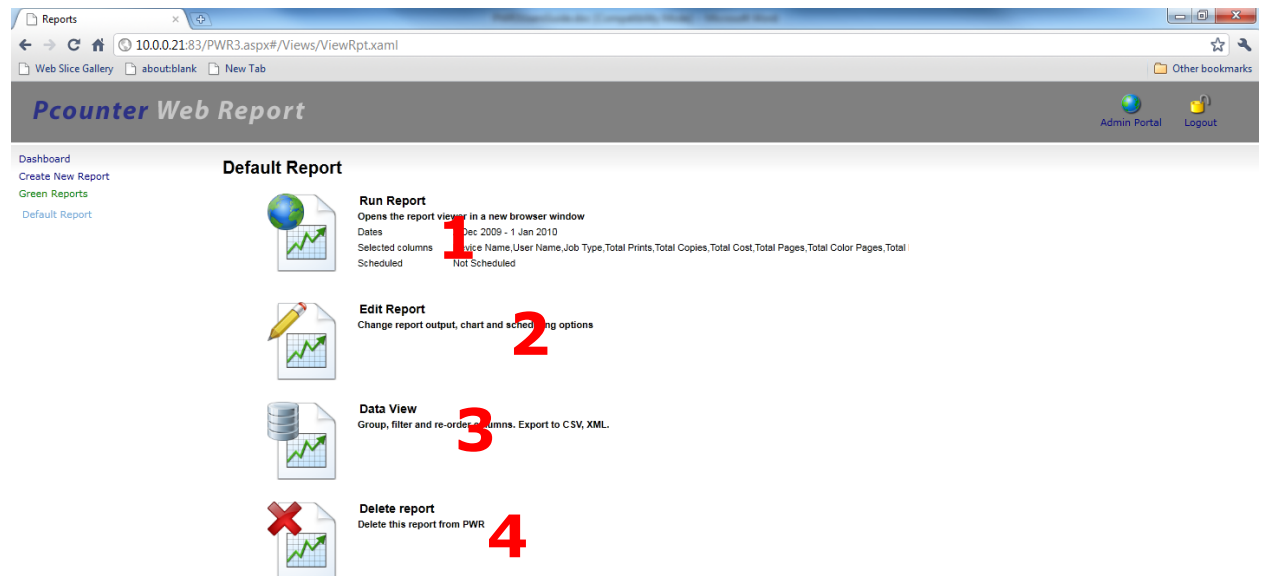 Reports
10.0.0.21:83/PWR3.aspx#/Views/ViewRpt.xaml
Web Slice Gallery about:blank New Tab Other bookmarks
Pcounter Web Report
Admin Portal Logout
Dashboard
Create New Report
Green Reports
Default Report
Default Report
Run Report
Opens the report viewer in a new browser window
Dates Dec 2009 - 1 Jan 2010
Selected columns Device Name,User Name,Job Type,Total Prints,Total Copies,Total Cost,Total Pages,Total Color Pages,Total
Scheduled Not Scheduled
1
Edit Report
Change report output, chart and scheduling options
2
Data View
Group, filter and re-order columns. Export to CSV, XML.
3
Delete report
Delete this report from PWR
4